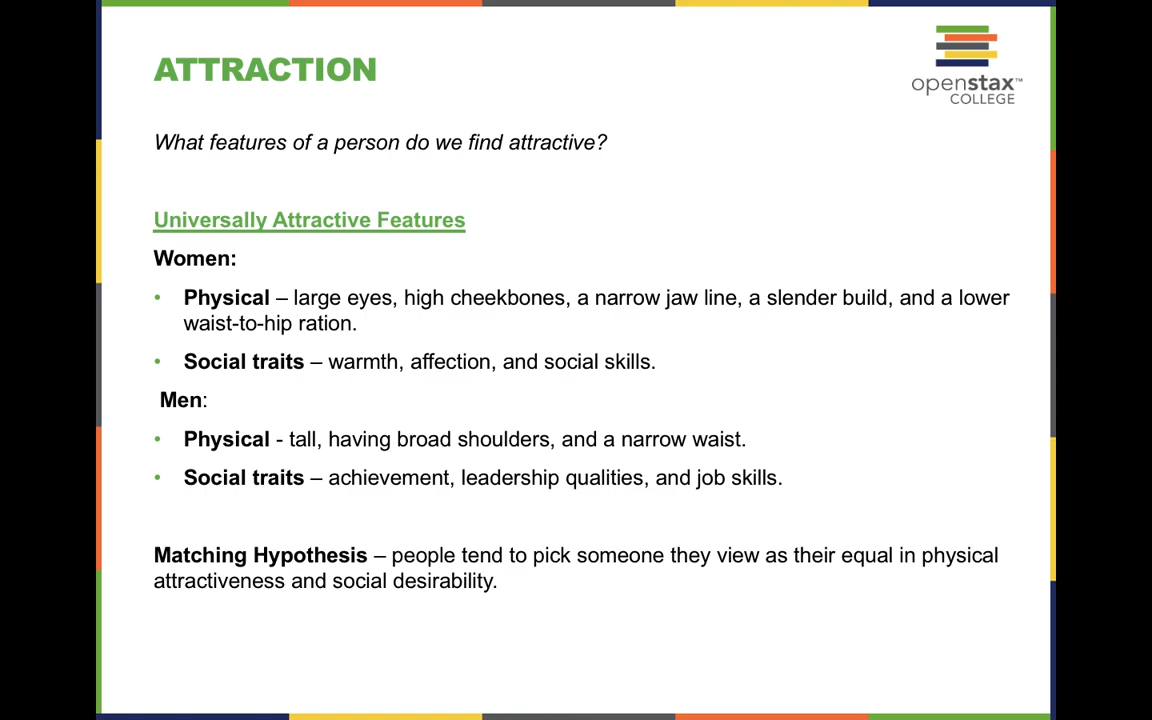 ATTRACTION
openstax™
COLLEGE
What features of a person do we find attractive?
Universally Attractive Features
Women:
• Physical – large eyes, high cheekbones, a narrow jaw line, a slender build, and a lower
waist-to-hip ration.
• Social traits – warmth, affection, and social skills.
Men:
• Physical - tall, having broad shoulders, and a narrow waist.
• Social traits – achievement, leadership qualities, and job skills.
Matching Hypothesis – people tend to pick someone they view as their equal in physical
attractiveness and social desirability.